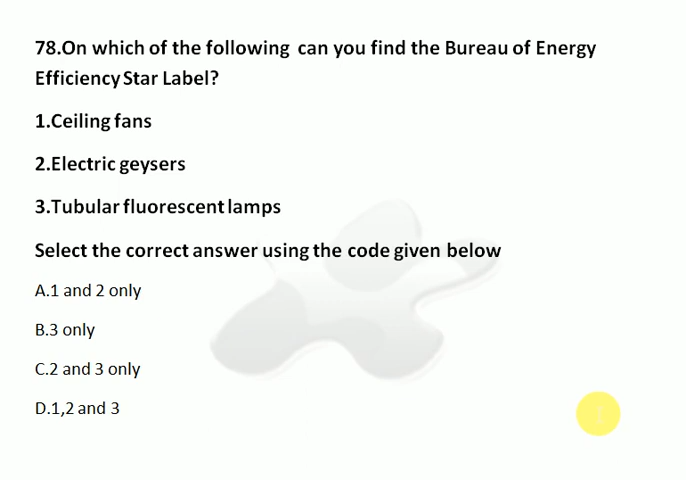 78.On which of the following can you find the Bureau of Energy
Efficiency Star Label?
1.Ceiling fans
2.Electric geysers
3.Tubular fluorescent lamps
Select the correct answer using the code given below
A.1 and 2 only
B.3 only
C.2 and 3 only
D.1,2 and 3